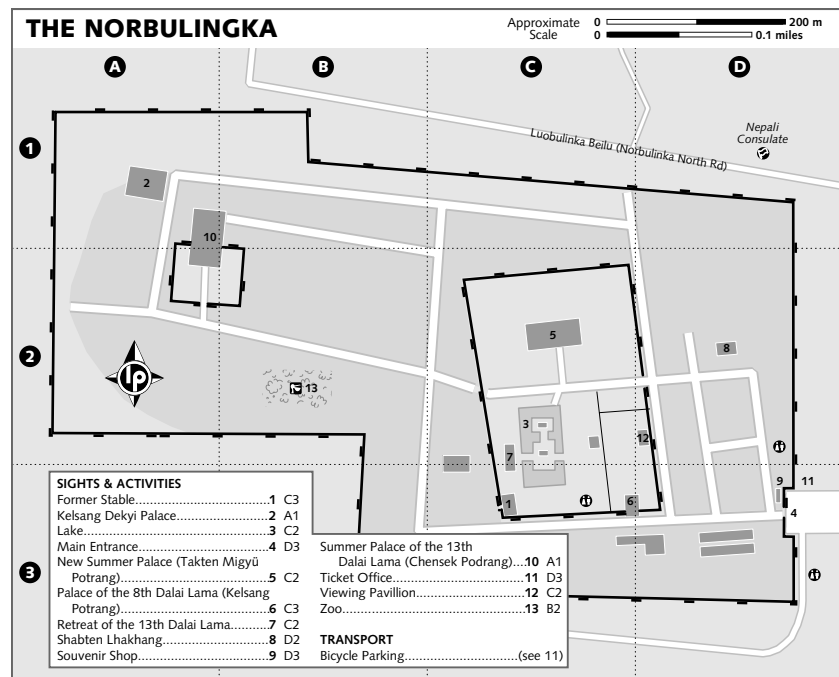 THE NORBULINGKA
Approximate Scale
0 200 m
0 0.1 miles
A B C D
1
2
3
Nepali
Consulate
Luobulinka Beilu (Norbulinka North Rd)
2
10
5
8
lp
13
3
12
7
9 11
1
6
4
SIGHTS & ACTIVITIES
Former Stable..............................1 C3
Kelsang Dekyi Palace..................2 A1
Lake............................................3 C2
Main Entrance............................4 D3
New Summer Palace (Takten Migyü
Potrang)..................................5 C2
Palace of the 8th Dalai Lama (Kelsang
Potrang)..................................6 C3
Retreat of the 13th Dalai Lama.......7 C2
Shabten Lhakhang......................8 D2
Souvenir Shop............................9 D3
Summer Palace of the 13th
Dalai Lama (Chensek Podrang)...10 A1
Ticket Office............................11 D3
Viewing Pavillion.....................12 C2
Zoo.........................................13 B2
TRANSPORT
Bicycle Parking.........................(see 11)